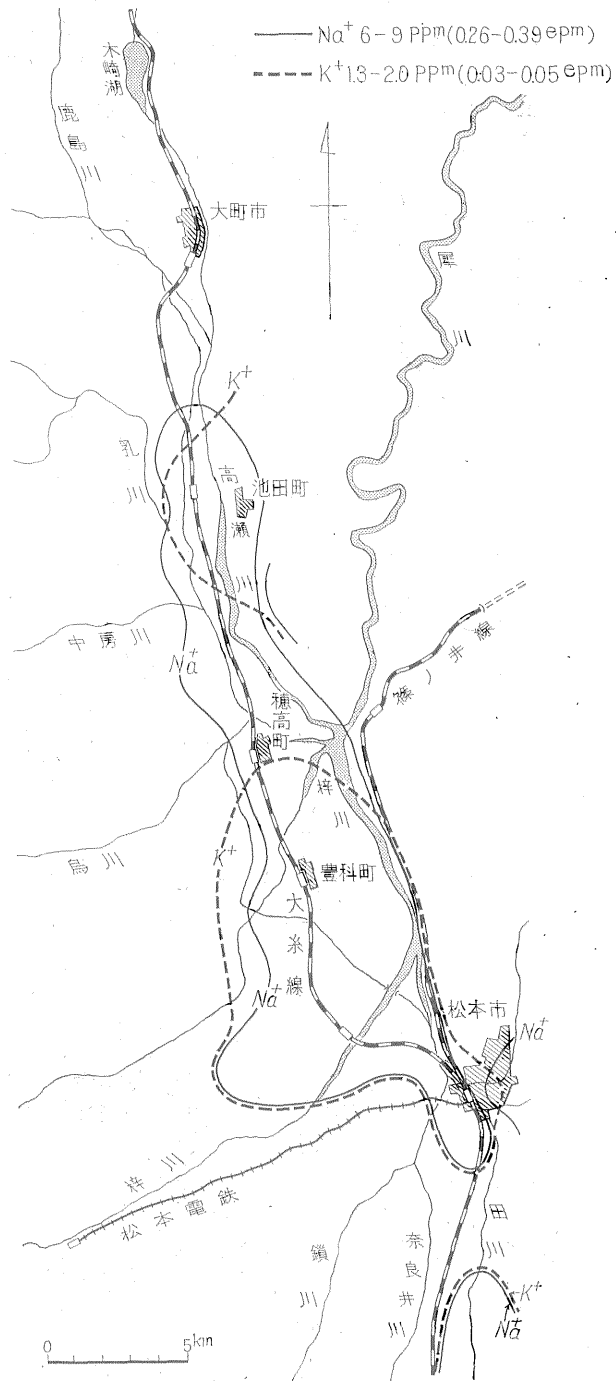 Na+ 6-9 ppm(0.26-0.39epm)
K+ 1.3-2.0 ppm(0.03-0.05epm)
木崎湖
鹿島川
大町市
犀川
K+
乳川
高瀬川
池田町
中房川
Na+
篠ノ井線
穂高町
梓川
烏川
K+
豊科町
大糸線
Na+
松本市
Na+
梓川
松本電鉄
鎖川
奈良井川
田川
K+
Na+
0 5km